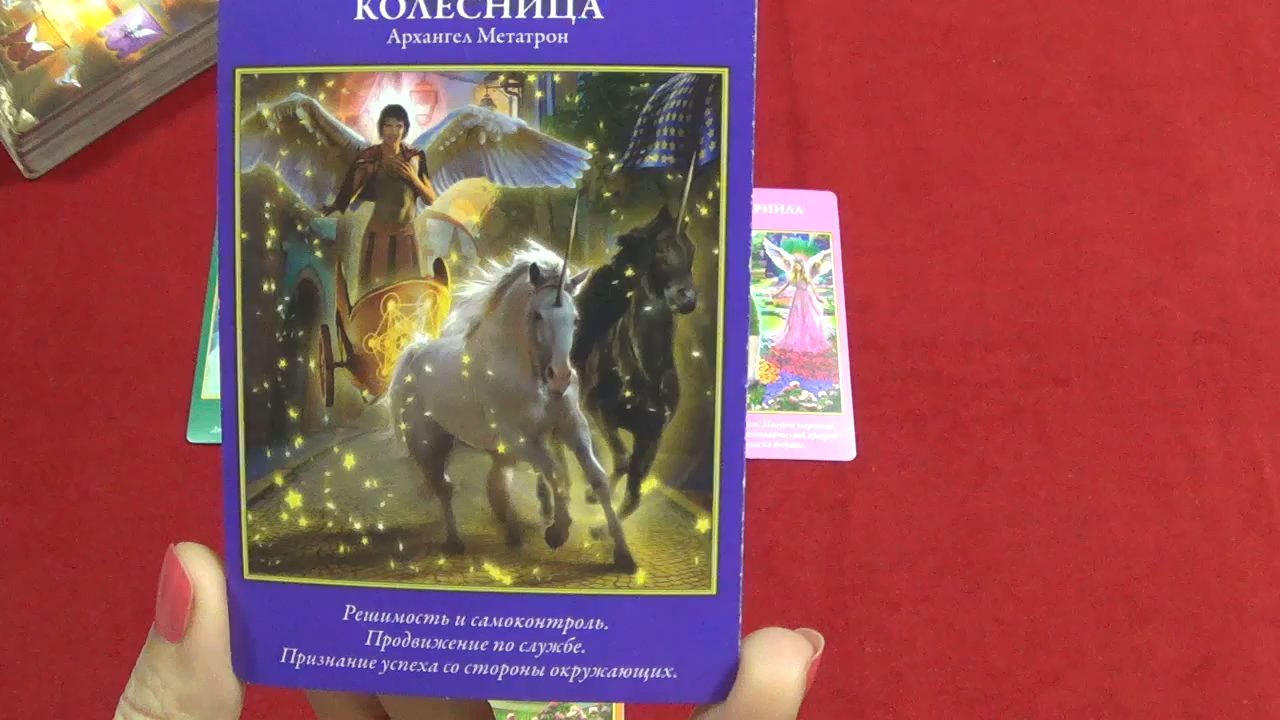 КОЛЕСНИЦА
Архангел Метатрон
Решимость и самоконтроль.
Продвижение по службе.
Признание успеха со стороны окружающих.